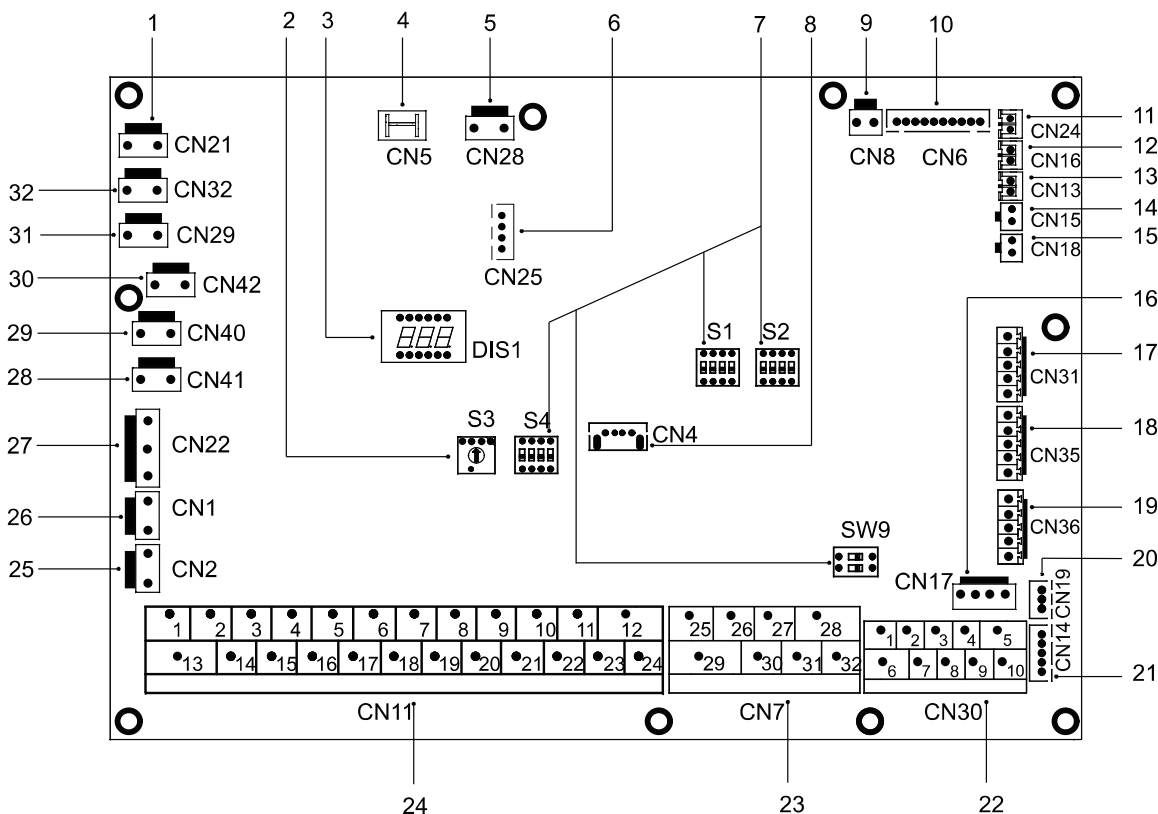 1 2 3 4 5 6 7 8 9 10
11
CN21 CN5 CN28 CN8 CN6 CN24
12
CN16
13
CN13
32 CN32
14
CN15
31 CN29
15
CN18
CN25
30 CN42
16
29 CN40
3 DIS1 S1 S2
17
CN31
28 CN41
S3 S4
18
27 CN22 CN4
CN35
26 CN1
19
CN36
SW9
20
25 CN2
CN17 CN19
1 2 3 4 5 6 7 8 9 10 11 12
25 26 27 28
1 2 3 4 5
CN14
13 14 15 16 17 18 19 20 21 22 23 24
29 30 31 32
6 7 8 9 10
21
CN11 CN7 CN30
24 23 22